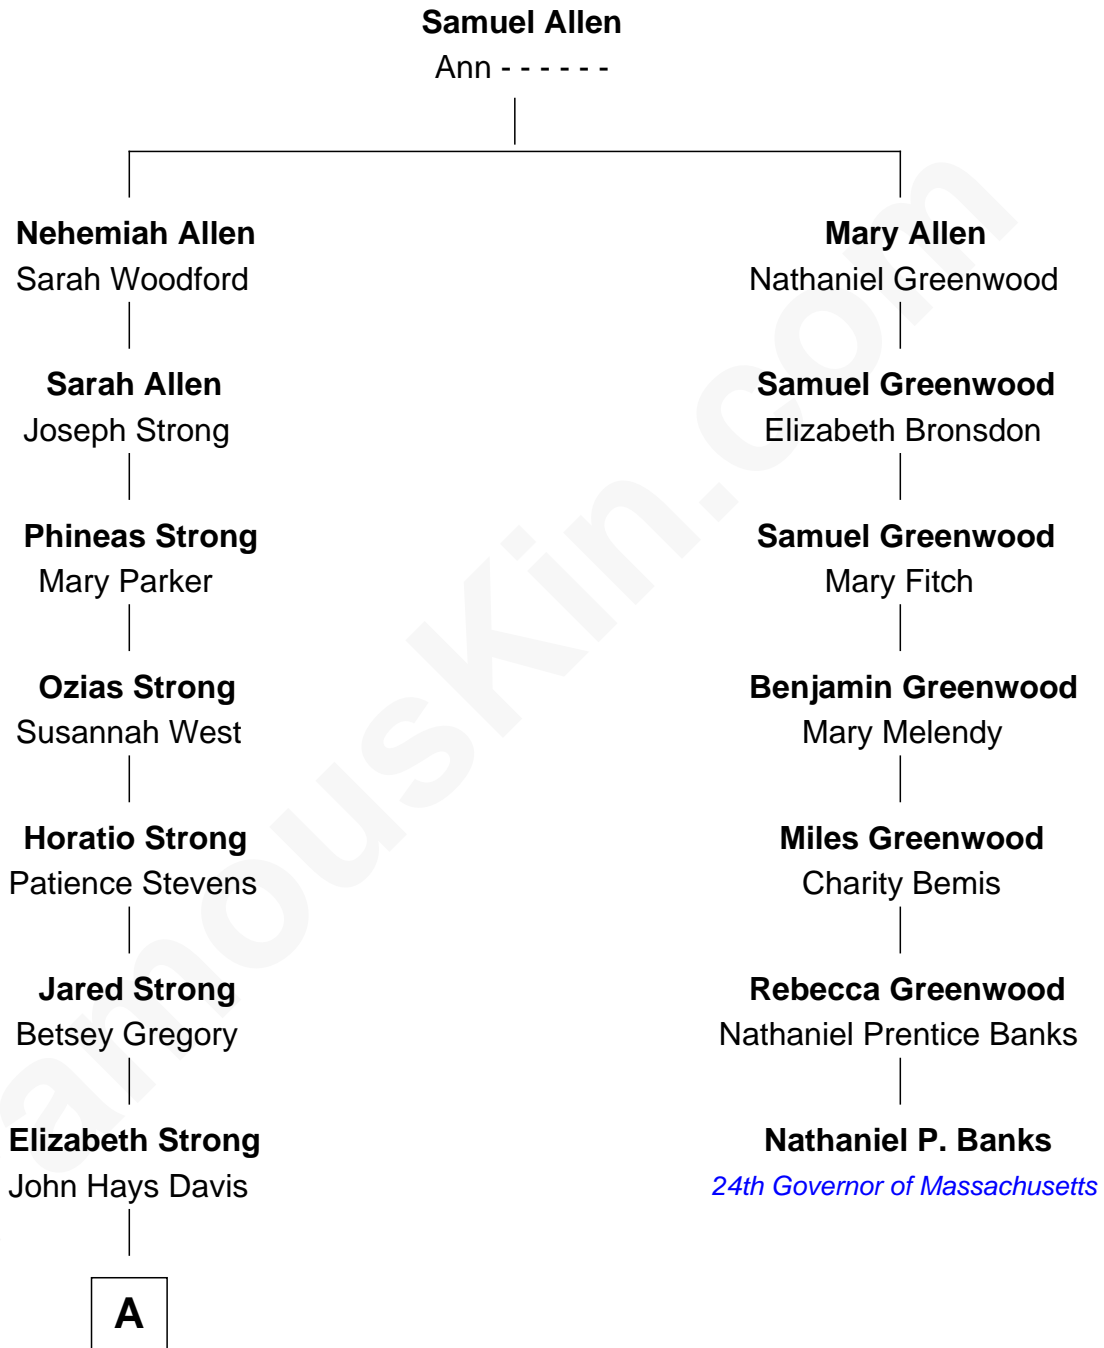 Samuel Allen
Ann - - - - - -
Nehemiah Allen
Sarah Woodford
Sarah Allen
Joseph Strong
Phineas Strong
Mary Parker
Ozias Strong
Susannah West
Horatio Strong
Patience Stevens
Jared Strong
Betsey Gregory
Elizabeth Strong
John Hays Davis
A
Mary Allen
Nathaniel Greenwood
Samuel Greenwood
Elizabeth Bronsdon
Samuel Greenwood
Mary Fitch
Benjamin Greenwood
Mary Melendy
Miles Greenwood
Charity Bemis
Rebecca Greenwood
Nathaniel Prentice Banks
Nathaniel P. Banks
24th Governor of Massachusetts
amousKin.com